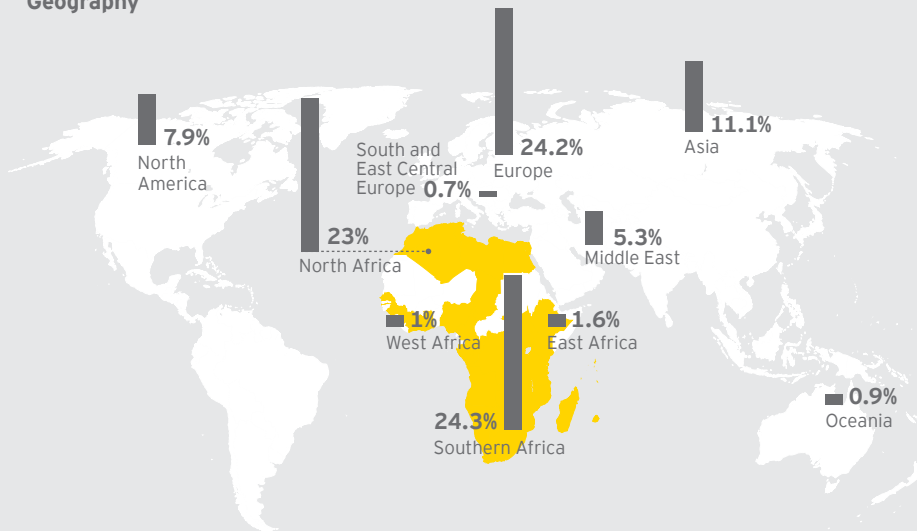 Geography
7.9%
North
America
23%
North Africa
South and
East Central
Europe 0.7%
24.2%
Europe
11.1%
Asia
5.3%
Middle East
1%
West Africa
1.6%
East Africa
24.3%
Southern Africa
0.9%
Oceania